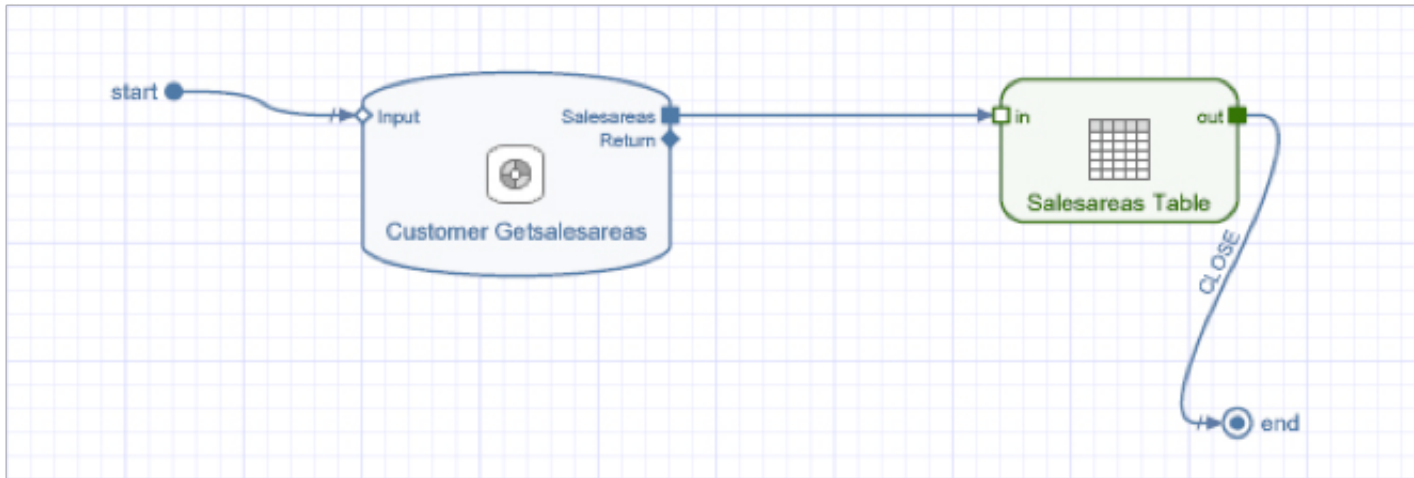 start
Input
Salesareas
Return
Customer Getsalesareas
in
out
Salesareas Table
CLOSE
end